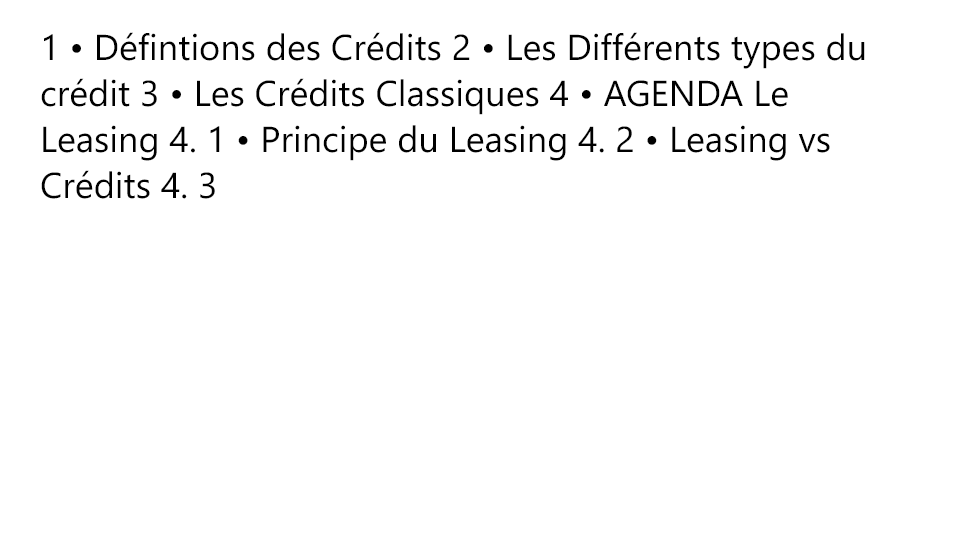 1 • Défintions des Crédits 2 • Les Différents types du
crédit 3 • Les Crédits Classiques 4 • AGENDA Le
Leasing 4. 1 • Principe du Leasing 4. 2 • Leasing vs
Crédits 4. 3